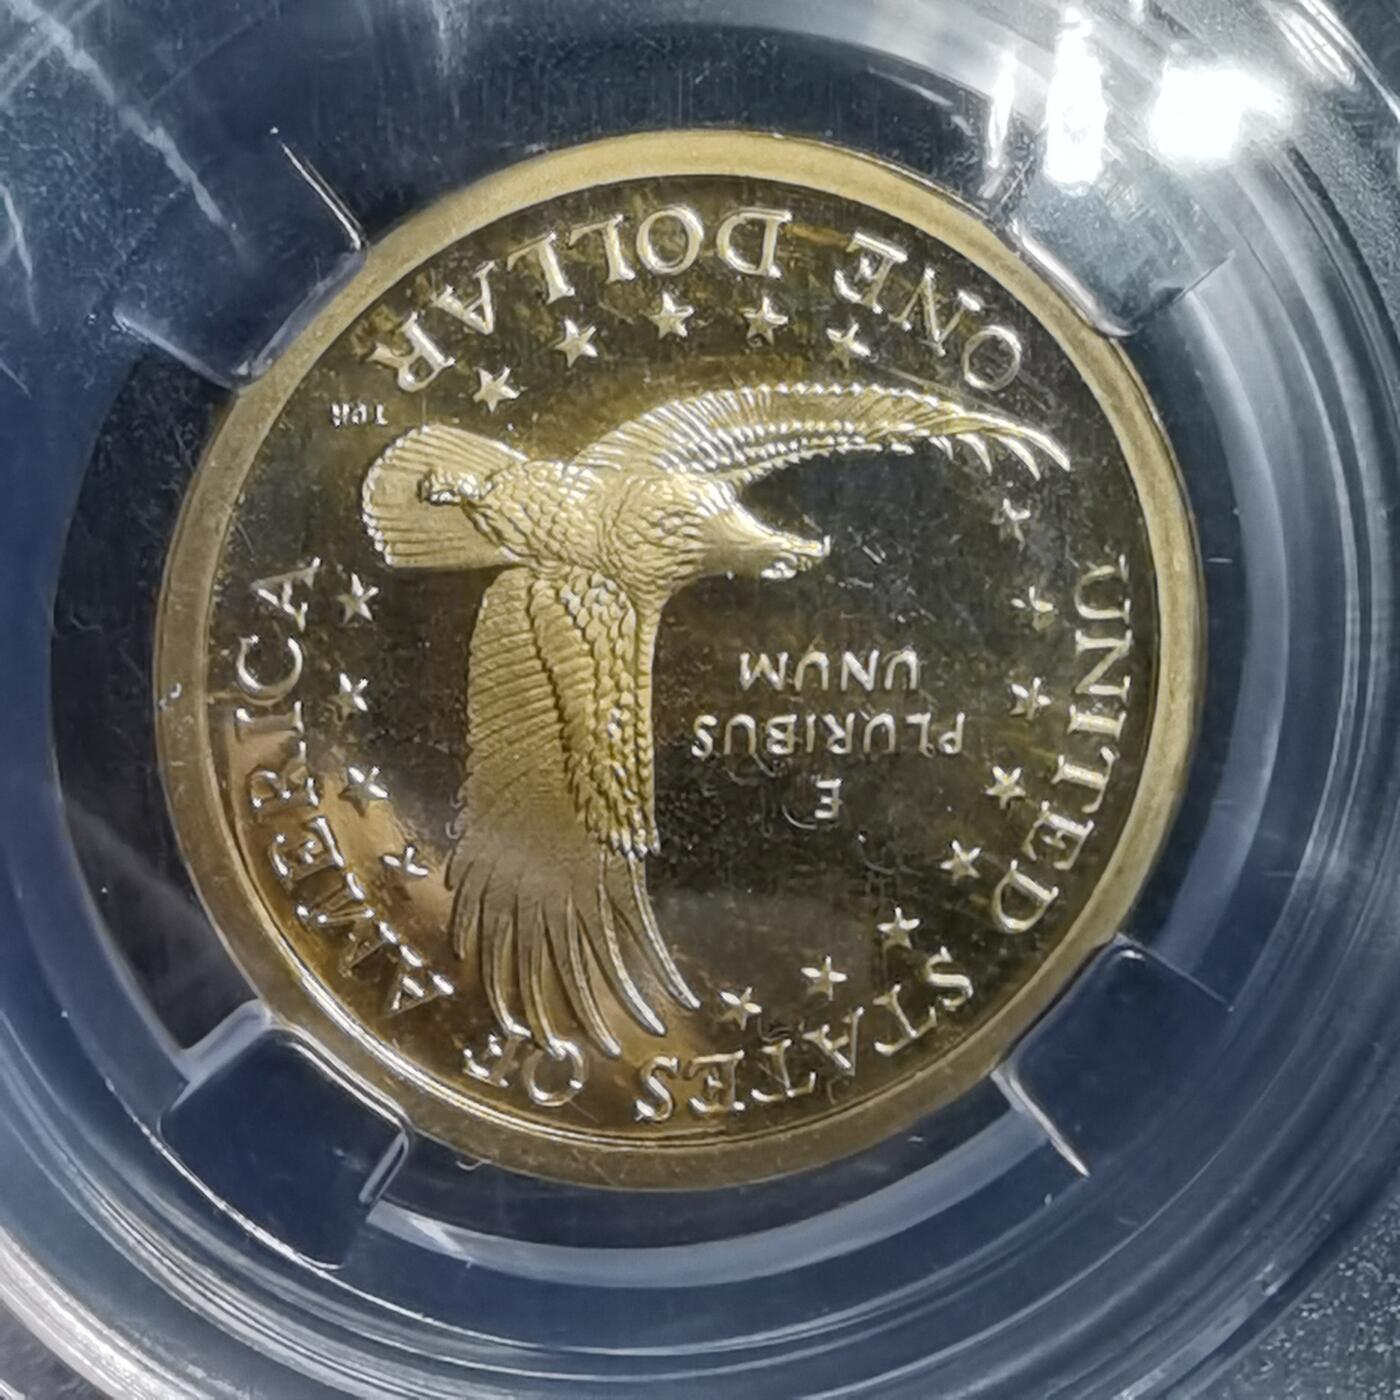 UNITED STATES OF AMERICA
E
PLURIBUS
UNUM
ONE DOLLAR
TDR